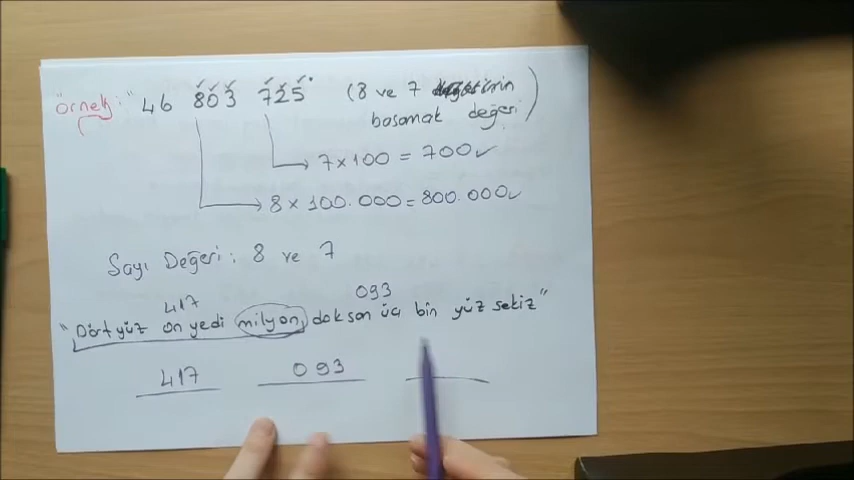 "Örnek:" 46 803 725 (8 ve 7 nin
basamak değeri)
7 x 100 = 700 ✓
8 x 100.000 = 800.000 ✓
Sayı Değeri: 8 ve 7
417 093
"Dörtyüz on yedi milyon, doksan üç bin yüz sekiz"
417 093